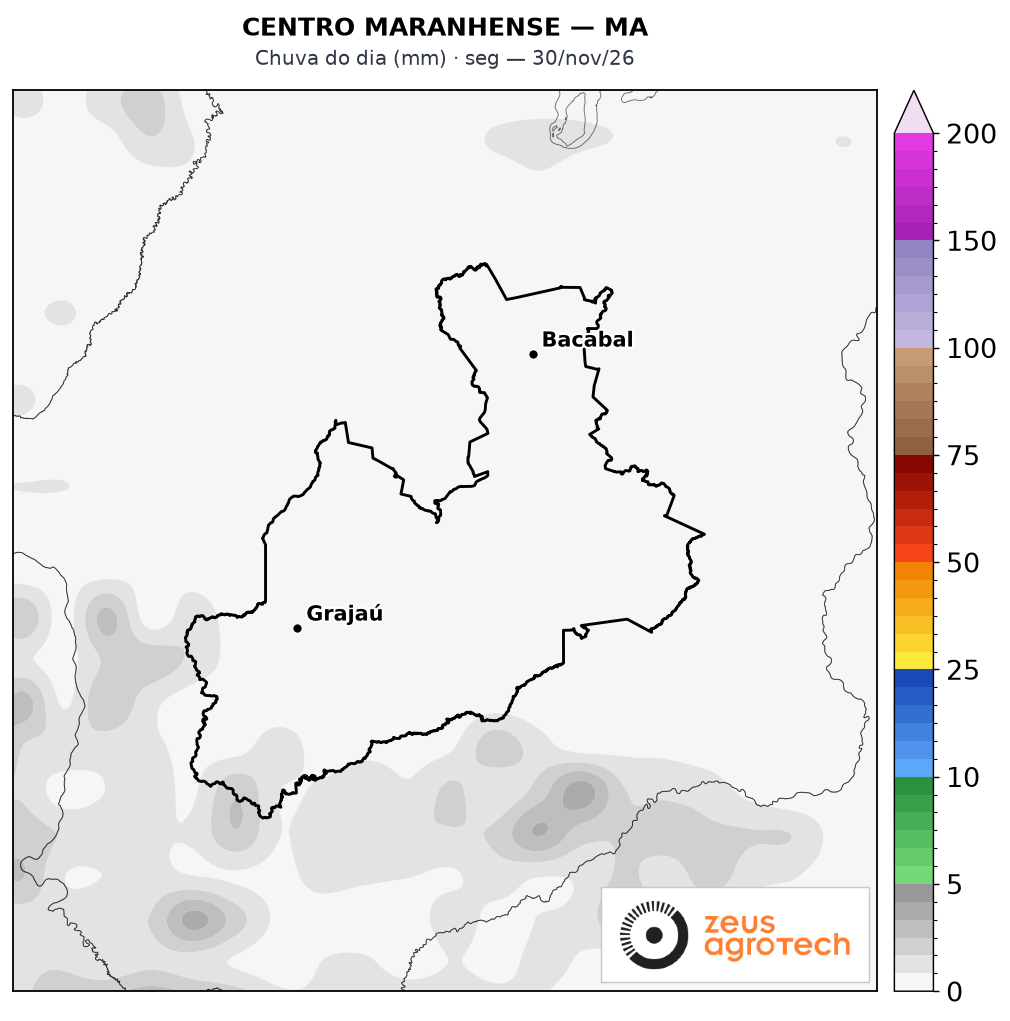 CENTRO MARANHENSE — MA
Chuva do dia (mm) · seg — 30/nov/26
200
150
100
75
50
25
10
5
0
Bacabal
Grajaú
zeus
agrotech